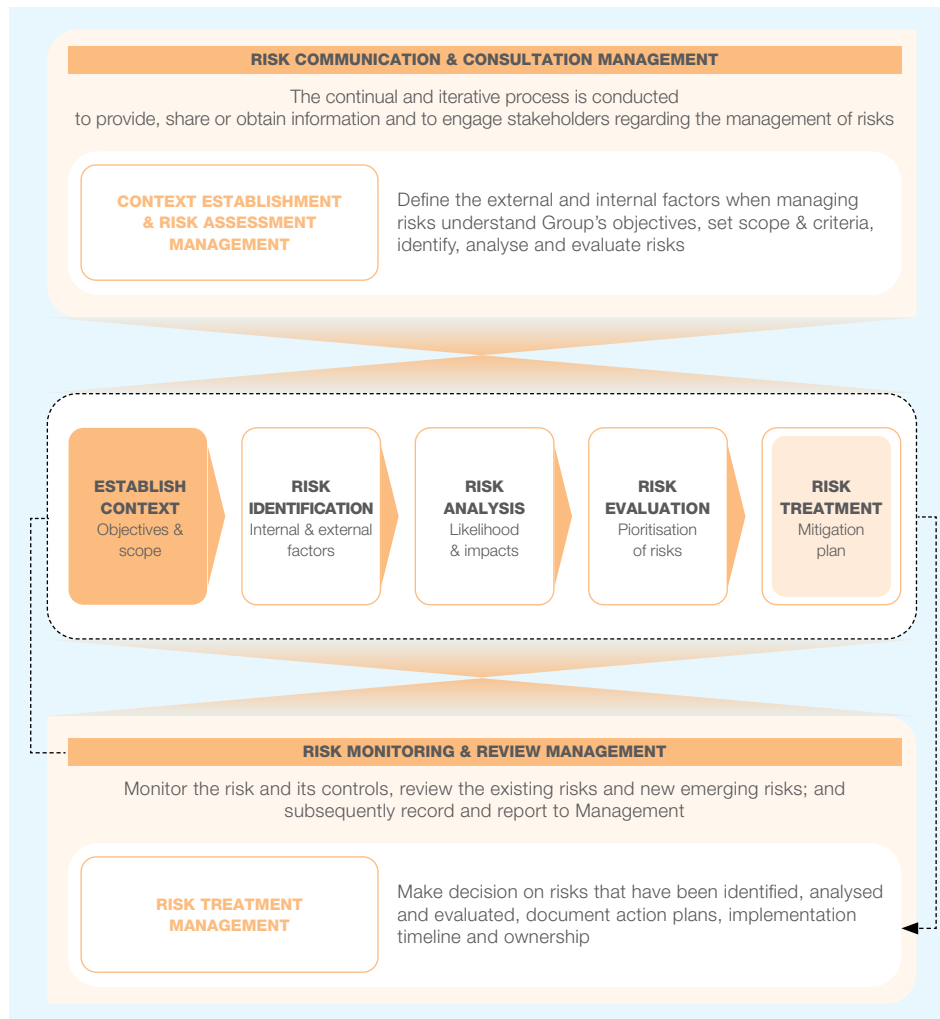 RISK COMMUNICATION & CONSULTATION MANAGEMENT
The continual and iterative process is conducted
to provide, share or obtain information and to engage stakeholders regarding the management of risks
CONTEXT ESTABLISHMENT
& RISK ASSESSMENT
MANAGEMENT
Define the external and internal factors when managing
risks understand Group's objectives, set scope & criteria,
identify, analyse and evaluate risks
ESTABLISH
CONTEXT
Objectives &
scope
RISK
IDENTIFICATION
Internal & external
factors
RISK
ANALYSIS
Likelihood
& impacts
RISK
EVALUATION
Pioritisation
of risks
RISK
TREATMENT
Mitigation
plan
RISK MONITORING & REVIEW MANAGEMENT
Monitor the risk and its controls, review the existing risks and new emerging risks; and
subsequently record and report to Management
RISK TREATMENT
MANAGEMENT
Make decision on risks that have been identified, analysed
and evaluated, document action plans, implementation
timeline and ownership